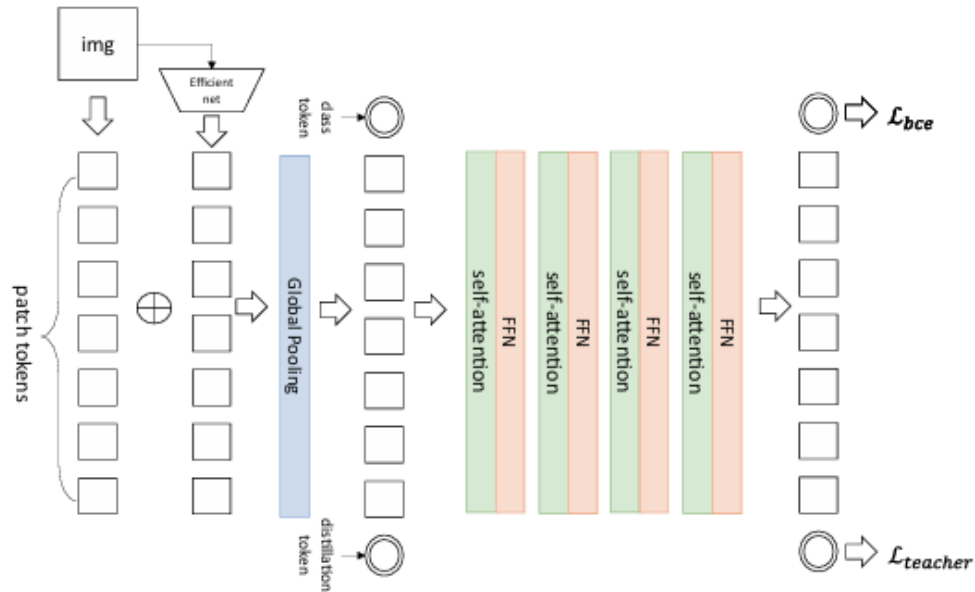 img
Efficient
net
class
token
patch tokens
Global Pooling
distillation
token
self-attention
FFN
self-attention
FFN
self-attention
FFN
self-attention
FFN
ℒbce
ℒteacher